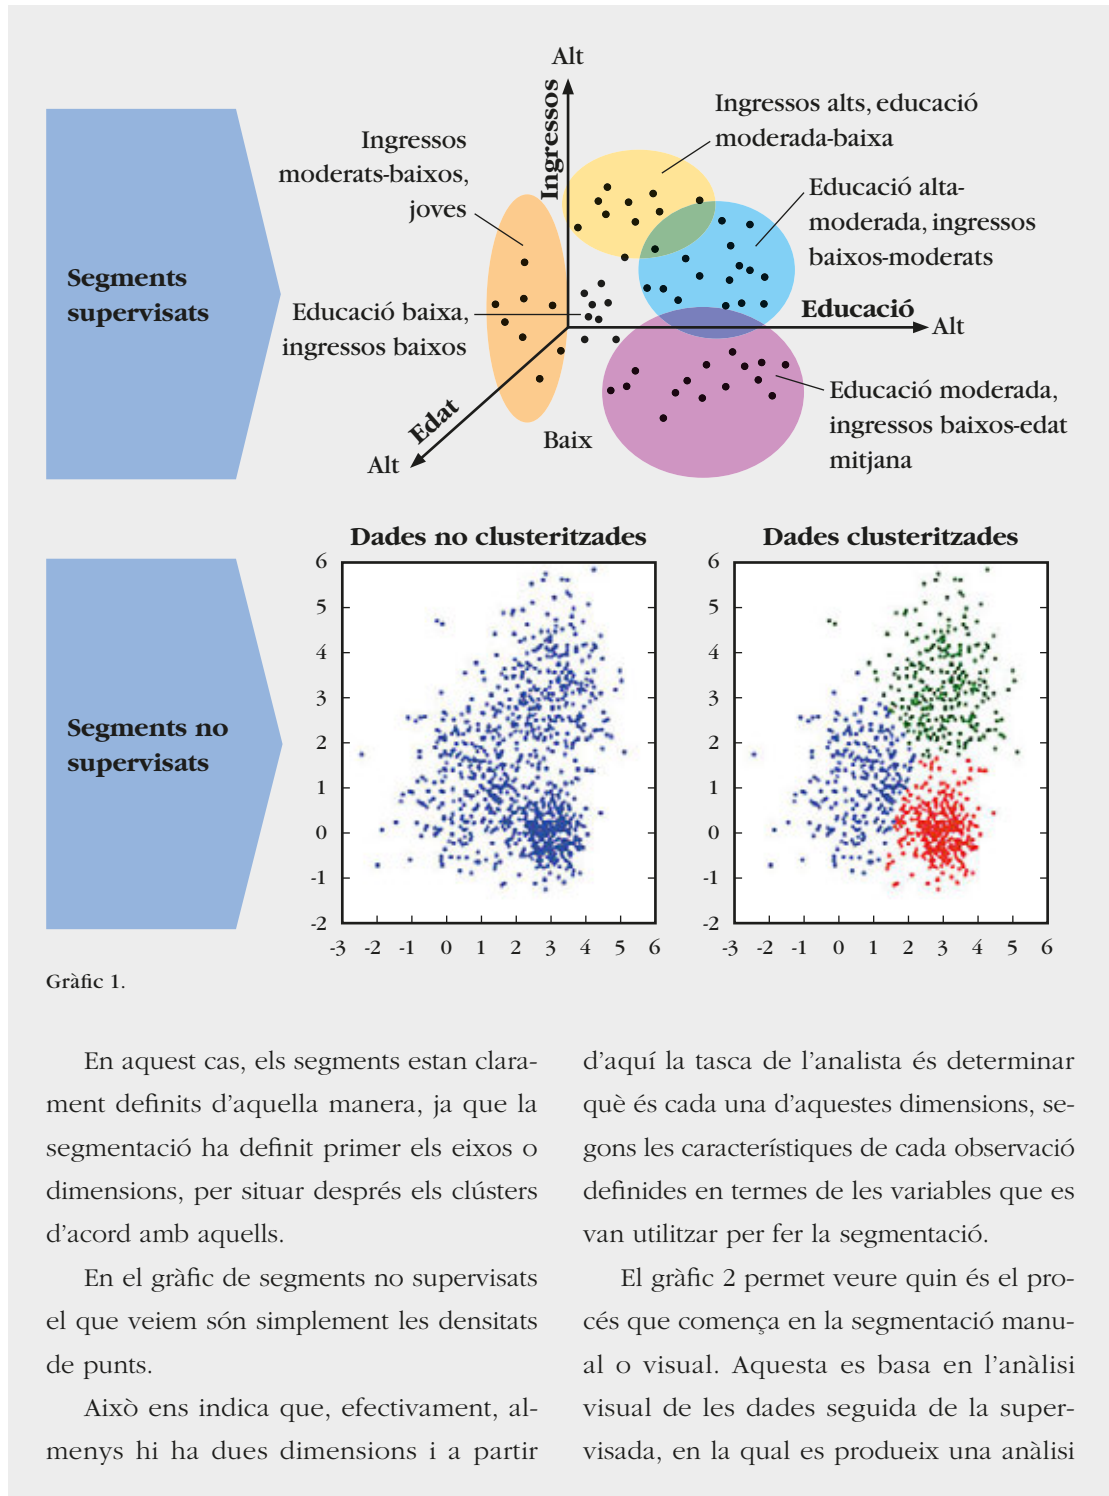 Alt
Ingressos
Ingressos alts, educació
moderada-baixa
Ingressos
moderats-baixos,
joves
Educació alta-
moderada, ingressos
baixos-moderats
Segments
supervisats
Educació baixa,
ingressos baixos
Educació
Alt
Edat
Alt
Baix
Educació moderada,
ingressos baixos-edat
mitjana
Segments no
supervisats
Dades no clusteritzades
6
5
4
3
2
1
0
-1
-2
-3 -2 -1 0 1 2 3 4 5 6
Dades clusteritzades
6
5
4
3
2
1
0
-1
-2
-3 -2 -1 0 1 2 3 4 5 6
Gràfic 1.
En aquest cas, els segments estan clara-
ment definits d'aquella manera, ja que la
segmentació ha definit primer els eixos o
dimensions, per situar després els clústers
d'acord amb aquells.
En el gràfic de segments no supervisats
el que veiem són simplement les densitats
de punts.
Això ens indica que, efectivament, al-
menys hi ha dues dimensions i a partir
d'aquí la tasca de l'analista és determinar
què és cada una d'aquestes dimensions, se-
gons les característiques de cada observació
definides en termes de les variables que es
van utilitzar per fer la segmentació.
El gràfic 2 permet veure quin és el pro-
cés que comença en la segmentació manu-
al o visual. Aquesta es basa en l'anàlisi
visual de les dades seguida de la super-
visada, en la qual es produeix una anàlisi